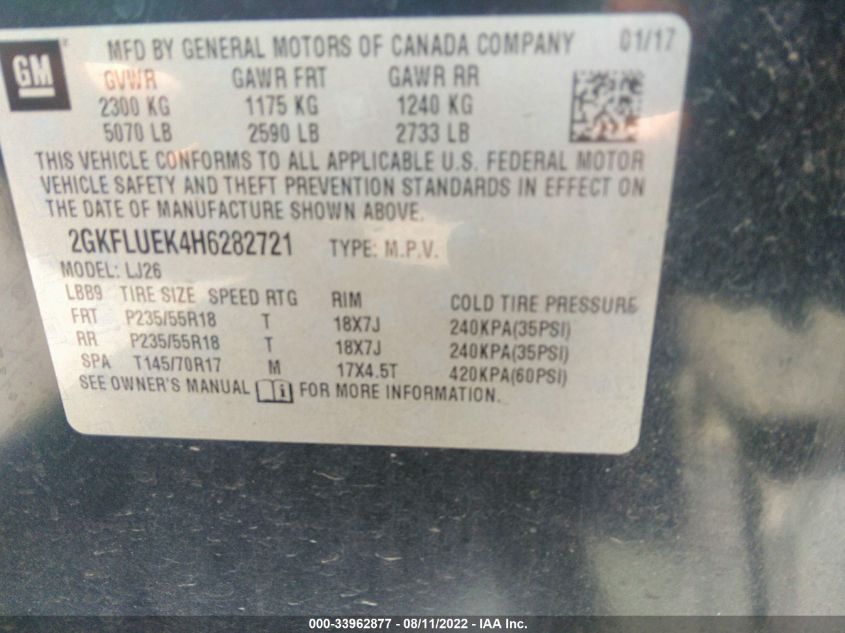 GM
MFD BY GENERAL MOTORS OF CANADA COMPANY 01/17
GVWR GAWR FRT GAWR RR
2300 KG 1175 KG 1240 KG
5070 LB 2590 LB 2733 LB
THIS VEHICLE CONFORMS TO ALL APPLICABLE U.S. FEDERAL MOTOR
VEHICLE SAFETY AND THEFT PREVENTION STANDARDS IN EFFECT ON
THE DATE OF MANUFACTURE SHOWN ABOVE.
2GKFLUEK4H6282721 TYPE: M.P.V.
MODEL: LJ26
LBB9 TIRE SIZE SPEED RTG RIM COLD TIRE PRESSURE
FRT P235/55R18 T 18X7J 240KPA(35PSI)
RR P235/55R18 T 18X7J 240KPA(35PSI)
SPA T145/70R17 M 17X4.5T 420KPA(60PSI)
SEE OWNER'S MANUAL i FOR MORE INFORMATION.
000-33962877 - 08/11/2022 - IAA Inc.